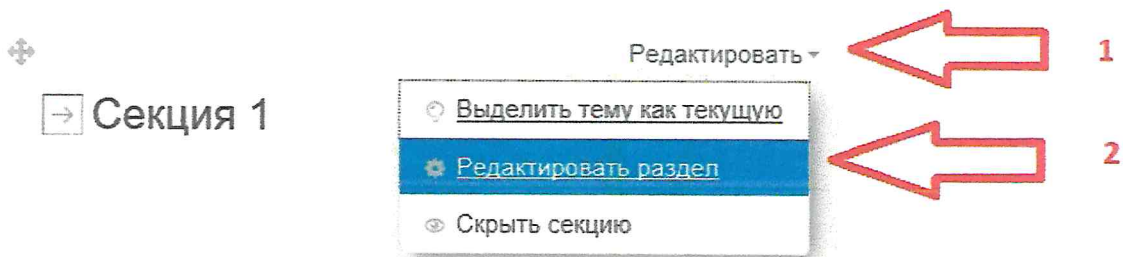 Редактировать
1
Секция 1
Выделить тему как текущую
Редактировать раздел
2
Скрыть секцию